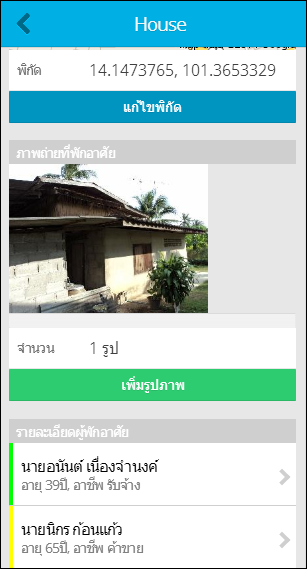 House
พิกัด 14.1473765, 101.3653329
แก้ไขพิกัด
ภาพถ่ายที่พักอาศัย
จำนวน 1 รูป
เพิ่มรูปภาพ
รายละเอียดผู้พักอาศัย
นายอนันต์ เนื่องจำนงค์
อายุ 39ปี, อาชีพ รับจ้าง
นายนิกร ก้อนแก้ว
อายุ 65ปี, อาชีพ ค้าขาย